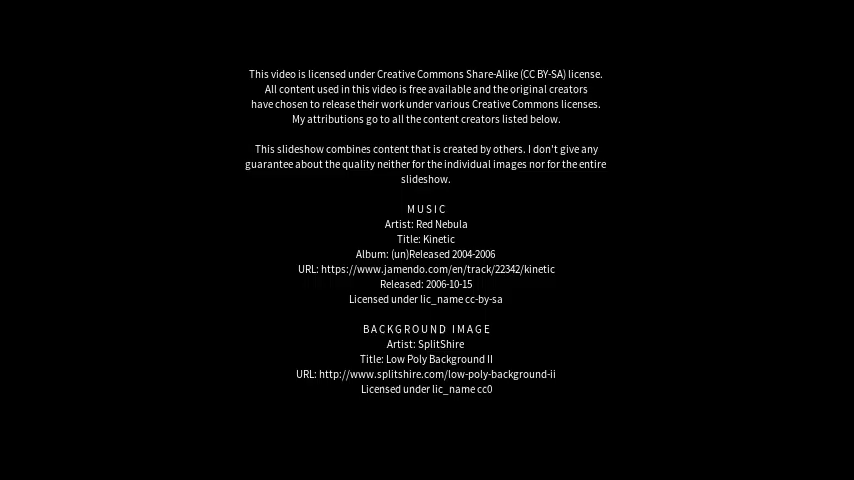 This video is licensed under Creative Commons Share-Alike (CC BY-SA) license.
All content used in this video is free available and the original creators
have chosen to release their work under various Creative Commons licenses.
My attributions go to all the content creators listed below.
This slideshow combines content that is created by others. I don't give any
guarantee about the quality neither for the individual images nor for the entire
slideshow.
MUSIC
Artist: Red Nebula
Title: Kinetic
Album: (un)Released 2004-2006
URL: https://www.jamendo.com/en/track/22342/kinetic
Released: 2006-10-15
Licensed under lic_name cc-by-sa
BACKGROUND IMAGE
Artist: SplitShire
Title: Low Poly Background II
URL: http://www.splitshire.com/low-poly-background-ii
Licensed under lic_name cc0